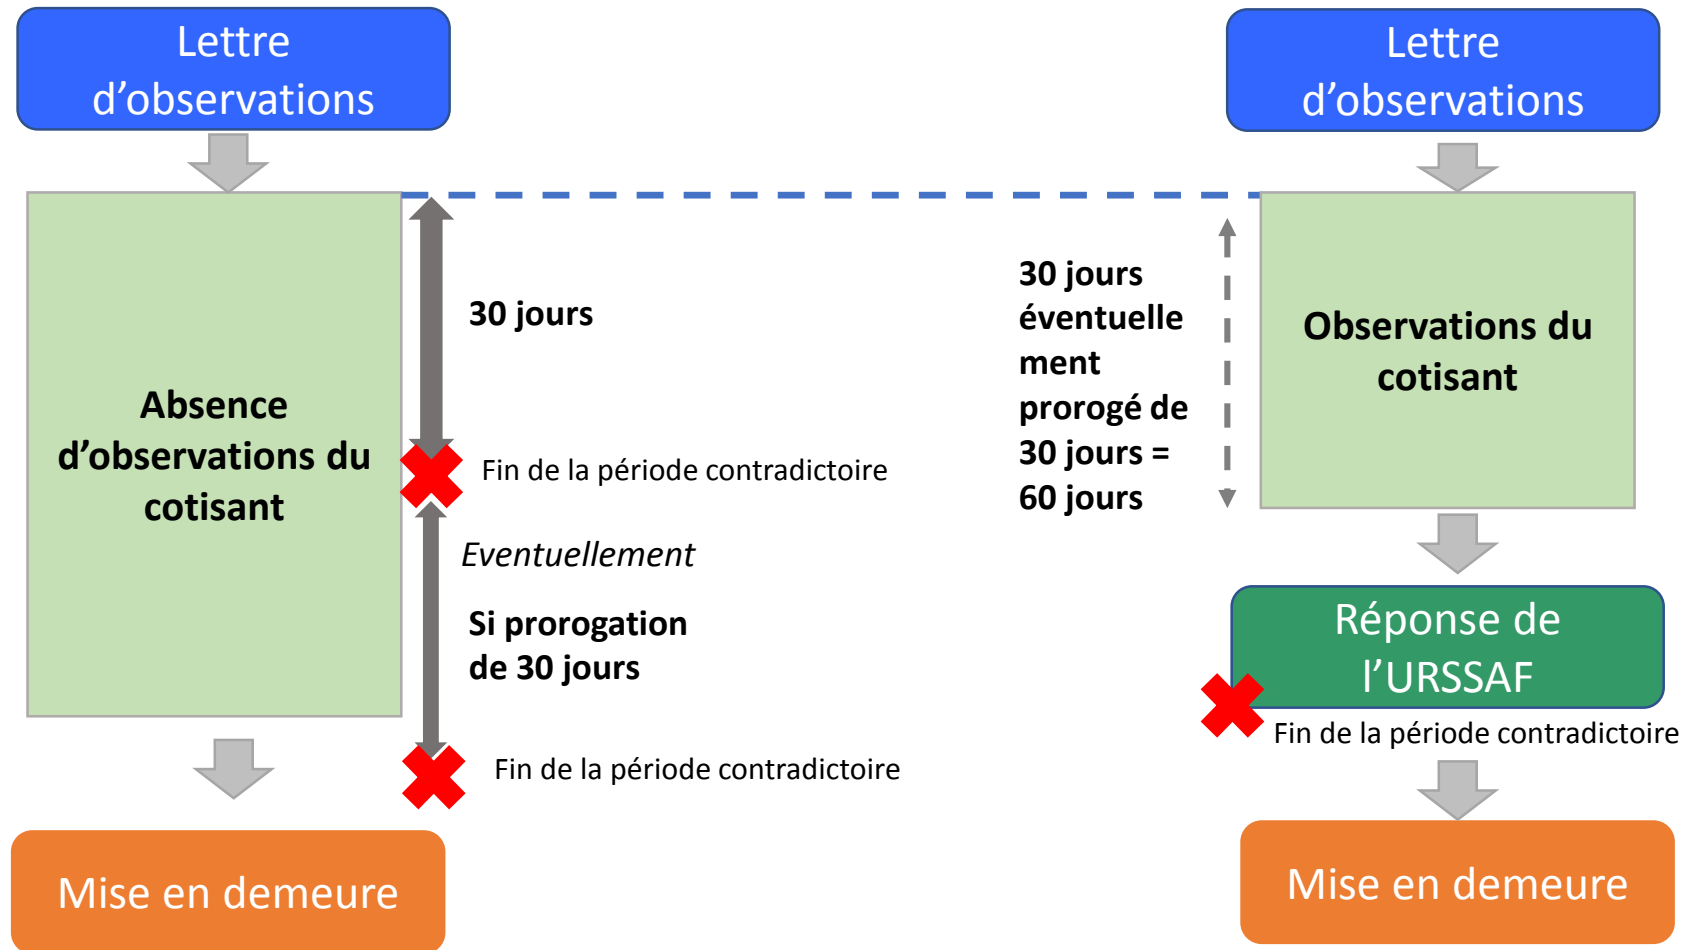 Lettre
d’observations
Absence
d’observations du
cotisant
30 jours
Fin de la période contradictoire
Eventuellement
Si prorogation
de 30 jours
Fin de la période contradictoire
Mise en demeure
Lettre
d’observations
30 jours
éventuelle
ment
prorogé de
30 jours =
60 jours
Observations du
cotisant
Réponse de
l’URSSAF
Fin de la période contradictoire
Mise en demeure